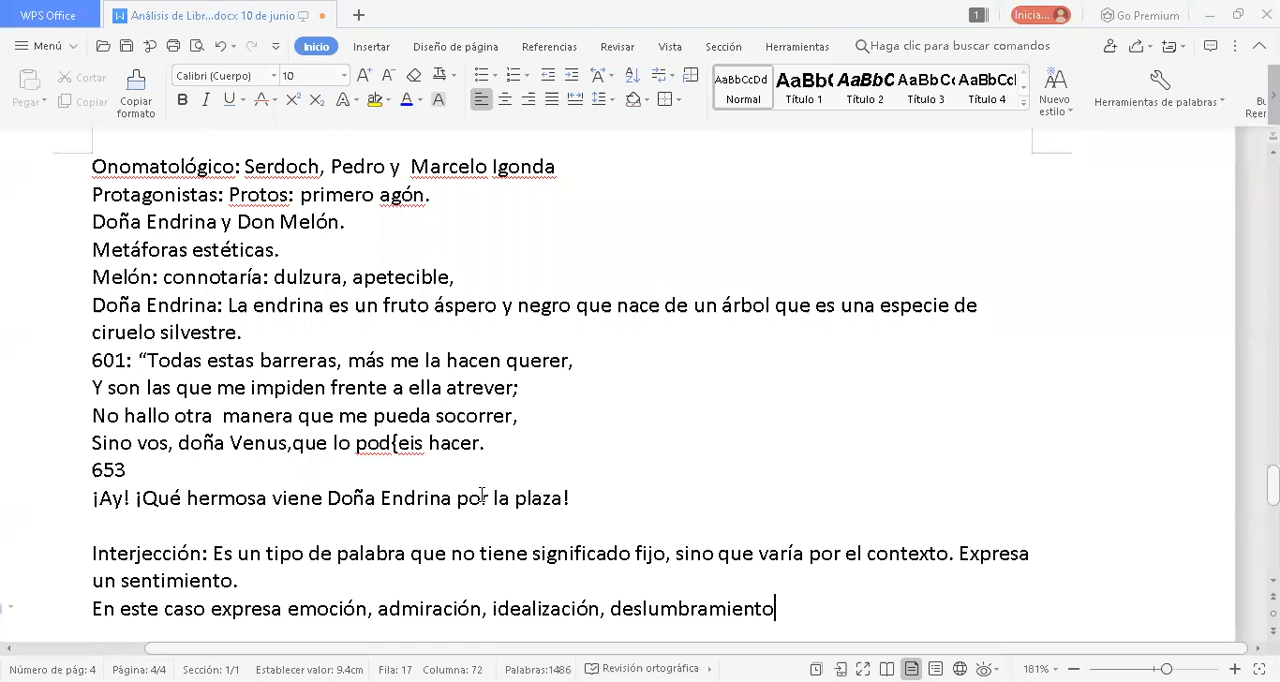 WPS Office
Análisis de Libr...docx 10 de junio
1
Inicia...
Go Premium
Menú
Inicio
Insertar
Diseño de página
Referencias
Revisar
Vista
Sección
Herramientas
Haga clic para buscar comandos
Pegar
Cortar
Copiar
Copiar formato
Calibri (Cuerpo)
10
AaBbCcDd
Normal
AaBb(
Título 1
AaBbC
Título 2
AaBbCcI
Título 3
AaBbCcI
Título 4
Nuevo estilo
Herramientas de palabras
Bu
Reer
Onomatológico: Serdoch, Pedro y  Marcelo Igonda
Protagonistas: Protos: primero agón.
Doña Endrina y Don Melón.
Metáforas estéticas.
Melón: connotaría: dulzura, apetecible,
Doña Endrina: La endrina es un fruto áspero y negro que nace de un árbol que es una especie de
ciruelo silvestre.
601: “Todas estas barreras, más me la hacen querer,
Y son las que me impiden frente a ella atrever;
No hallo otra  manera que me pueda socorrer,
Sino vos, doña Venus,que lo pod{eis hacer.
653
¡Ay! ¡Qué hermosa viene Doña Endrina por la plaza!
Interjección: Es un tipo de palabra que no tiene significado fijo, sino que varía por el contexto. Expresa
un sentimiento.
En este caso expresa emoción, admiración, idealización, deslumbramiento
Número de pág: 4
Página: 4/4
Sección: 1/1
Establecer valor: 9.4cm
Fila: 17
Columna: 72
Palabras:1486
Revisión ortográfica
181%